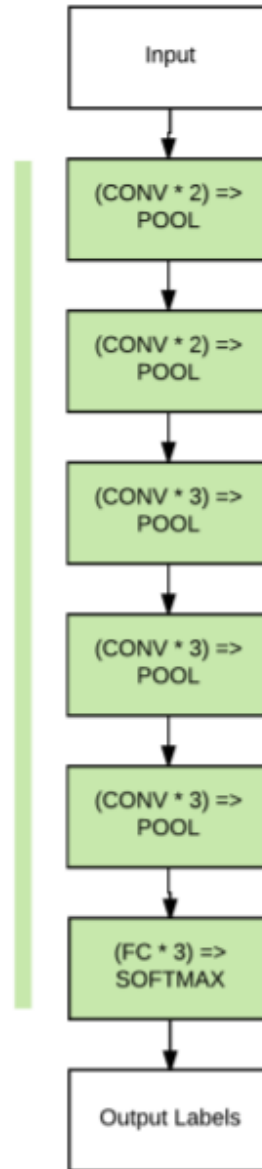 Input
(CONV * 2) =>
POOL
(CONV * 2) =>
POOL
(CONV * 3) =>
POOL
(CONV * 3) =>
POOL
(CONV * 3) =>
POOL
(FC * 3) =>
SOFTMAX
Output Labels